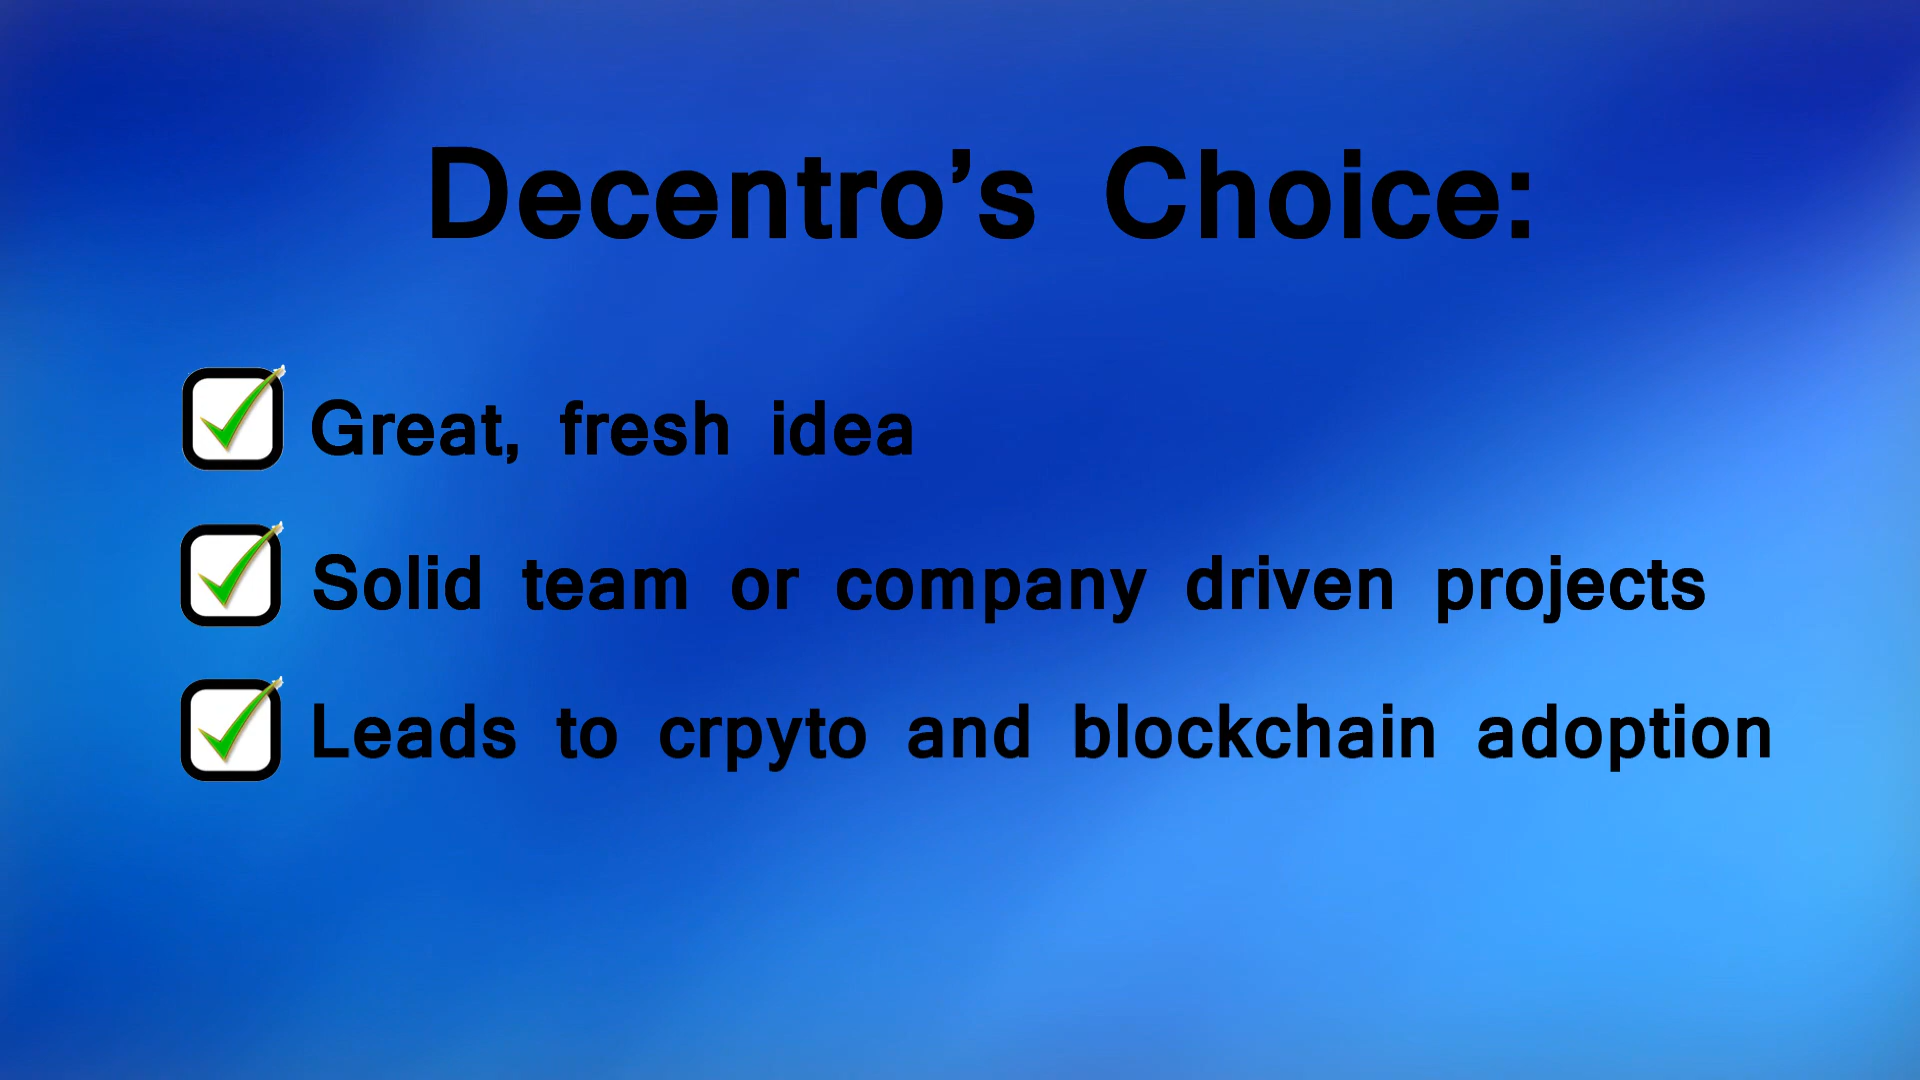 Decentro’s Choice:
Great, fresh idea
Solid team or company driven projects
Leads to crpyto and blockchain adoption